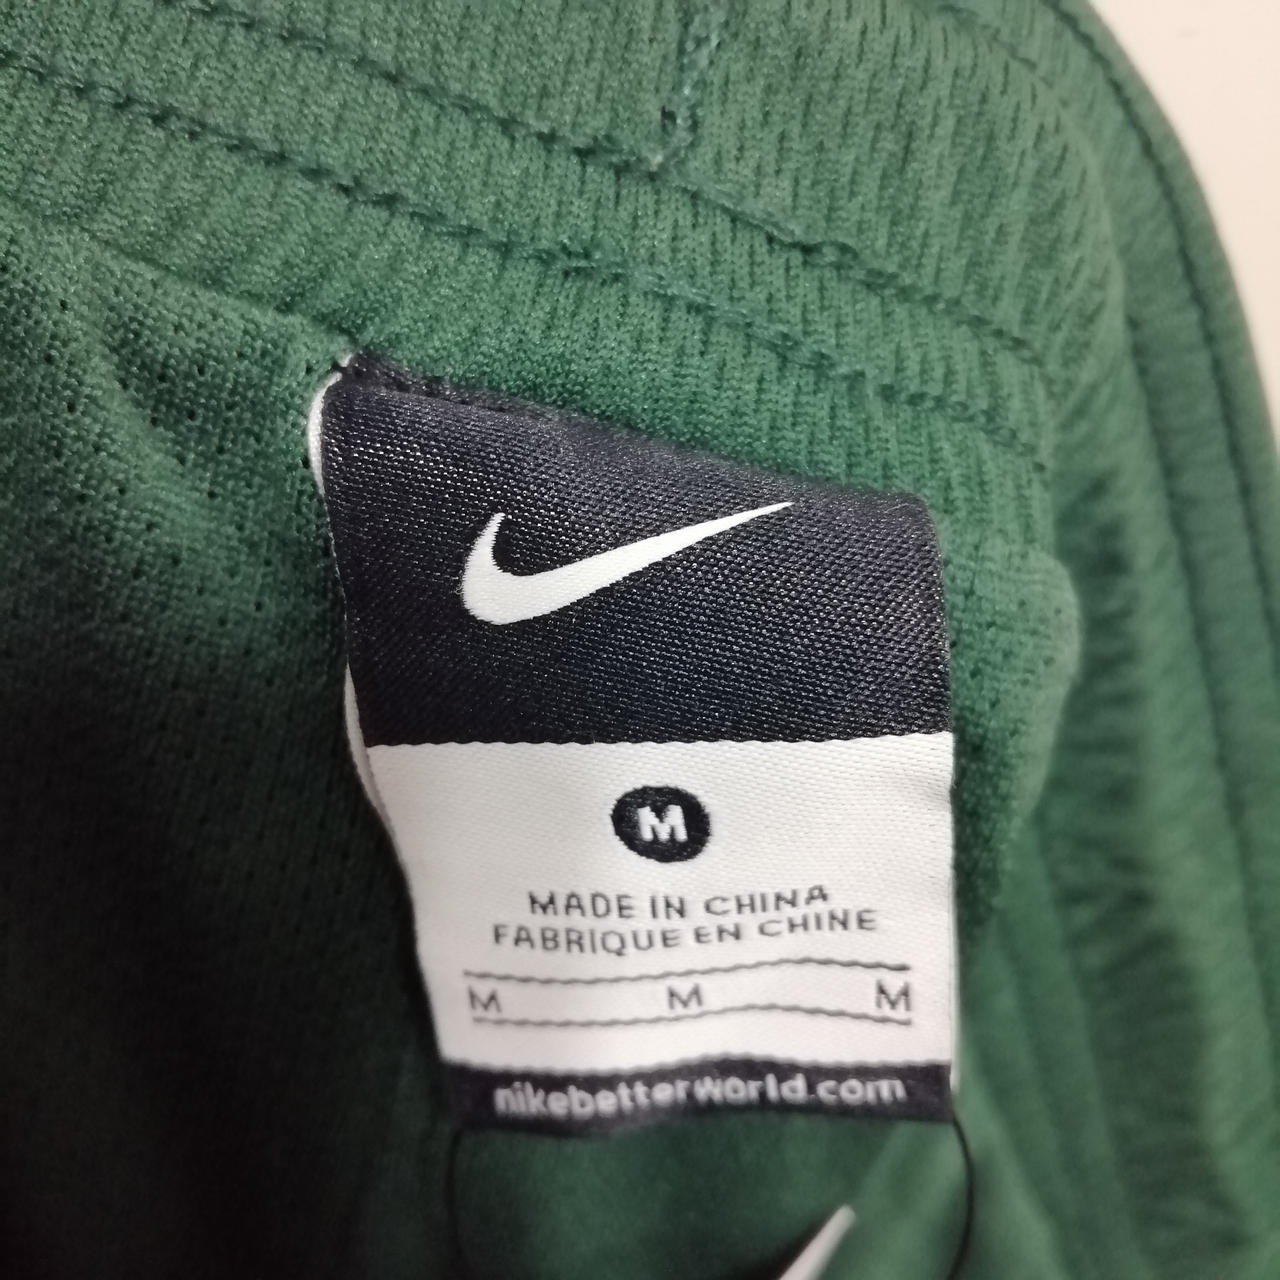 M
MADE IN CHINA
FABRIQUE EN CHINE
M M M
nikebetterworld.com